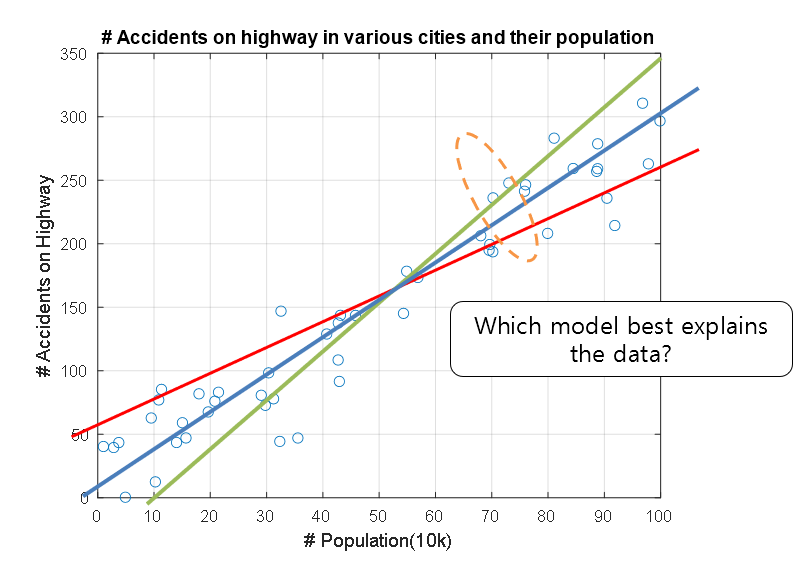 # Accidents on highway in various cities and their population
350
300
250
200
150
100
50
0
# Accidents on Highway
Which model best explains
the data?
0 10 20 30 40 50 60 70 80 90 100
# Population(10k)